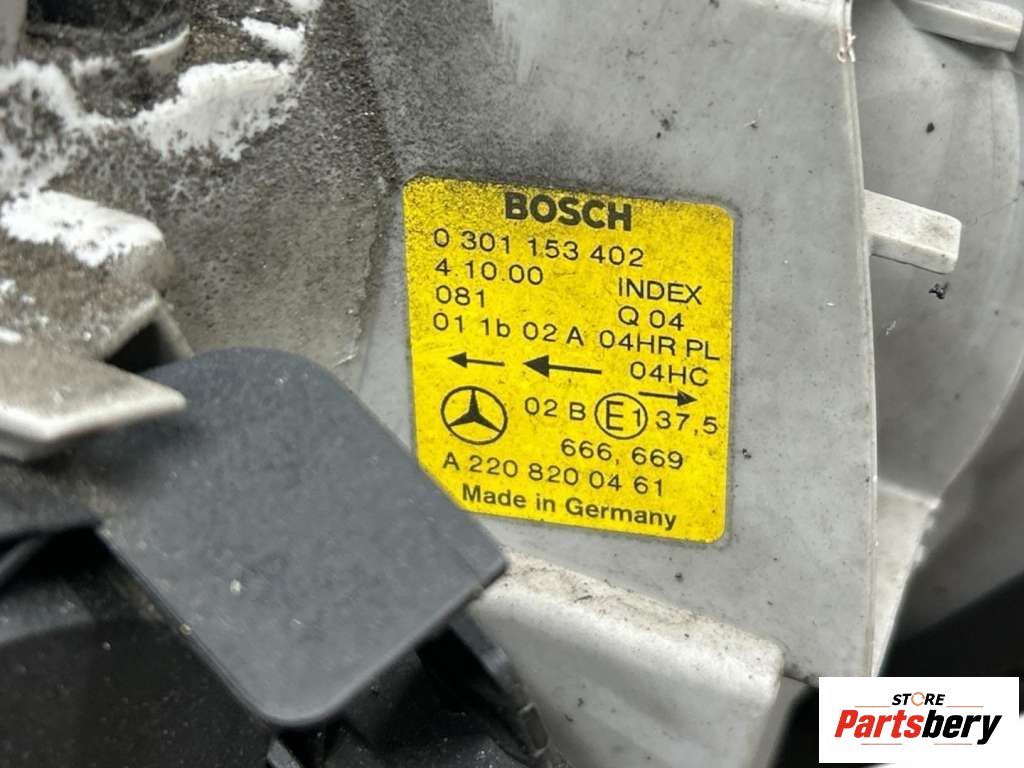 BOSCH
0 301 153 402
4 10.00 INDEX
081 Q 04
01 1b 02 A 04HR PL
04HC
02 B E1 37,5
666, 669
A 220 820 04 61
Made in Germany
STORE
Partsbery